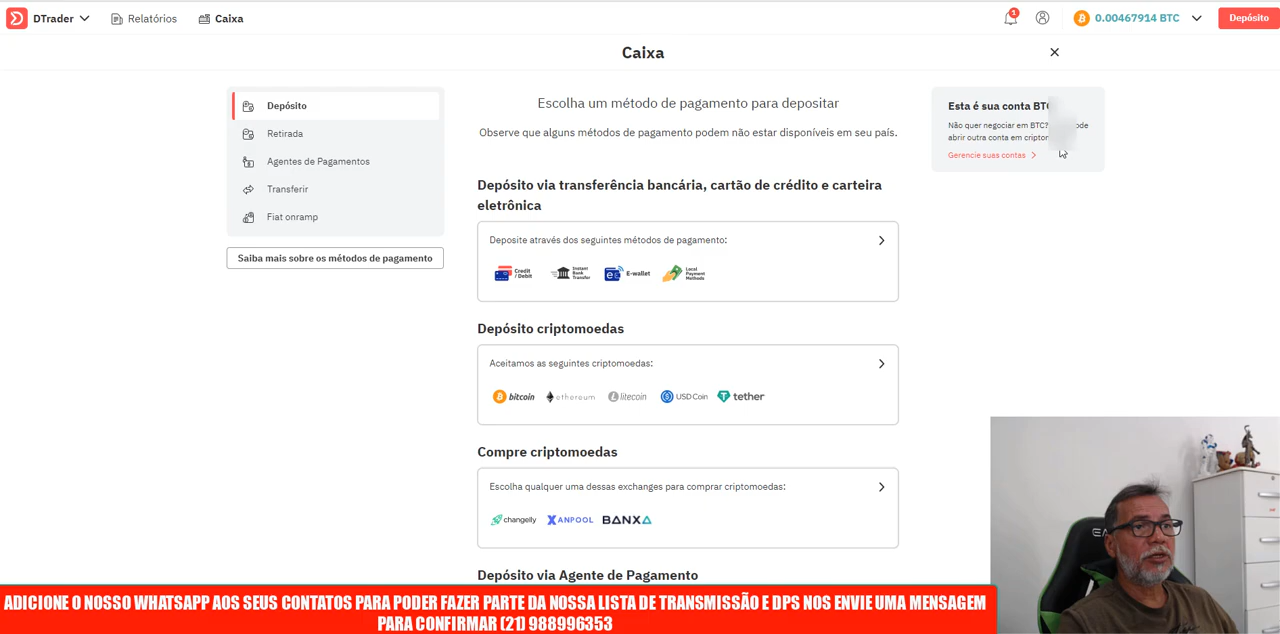 DTrader
Relatórios
Caixa
1
0.00467914 BTC
Depósito
Caixa
Depósito
Retirada
Agentes de Pagamentos
Transferir
Fiat onramp
Saiba mais sobre os métodos de pagamento
Escolha um método de pagamento para depositar
Observe que alguns métodos de pagamento podem não estar disponíveis em seu país.
Depósito via transferência bancária, cartão de crédito e carteira
eletrônica
Deposite através dos seguintes métodos de pagamento:
Credit
/ Debit
Instant
Bank
Transfer
E-wallet
Local
Payment
Methods
Depósito criptomoedas
Aceitamos as seguintes criptomoedas:
bitcoin
ethereum
litecoin
USD Coin
tether
Compre criptomoedas
Escolha qualquer uma dessas exchanges para comprar criptomoedas:
changelly
XANPOOL
BANXA
Depósito via Agente de Pagamento
Esta é sua conta
Não quer negociar em BTC?
abrir outra conta em
Gerencie suas contas
ADICIONE O NOSSO WHATSAPP AOS SEUS CONTATOS PARA PODER FAZER PARTE DA NOSSA LISTA DE TRANSMISSÃO E DPS NOS ENVIE UMA MENSAGEM
PARA CONFIRMAR (21) 988996353